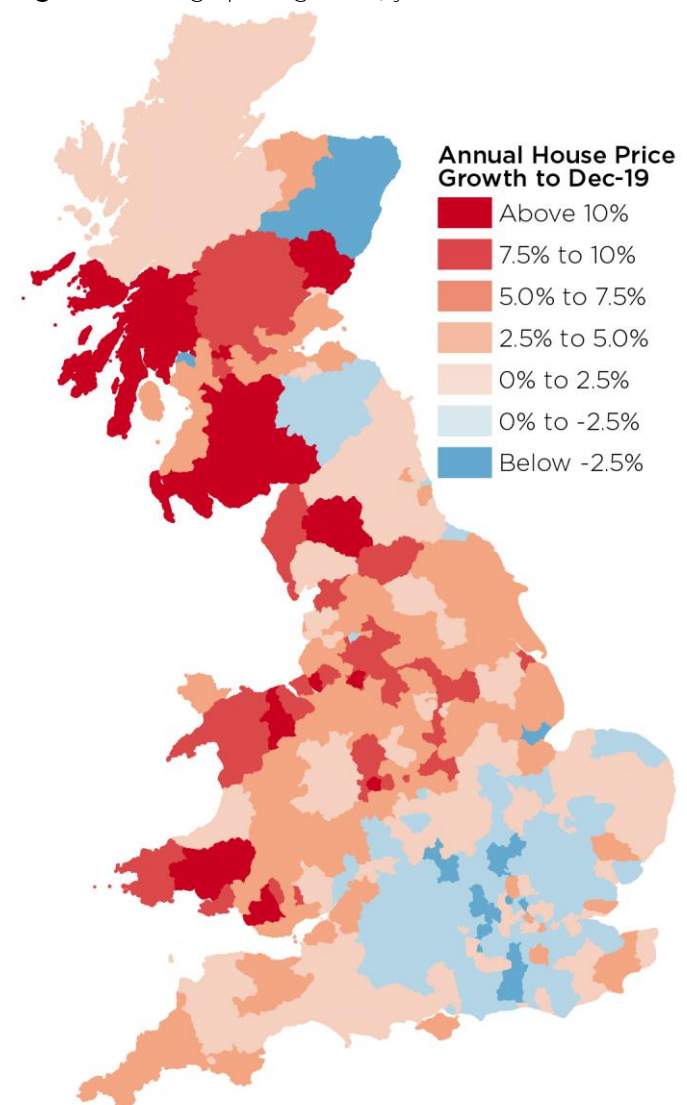 Annual House Price
Growth to Dec-19
Above 10%
7.5% to 10%
5.0% to 7.5%
2.5% to 5.0%
0% to 2.5%
0% to -2.5%
Below -2.5%